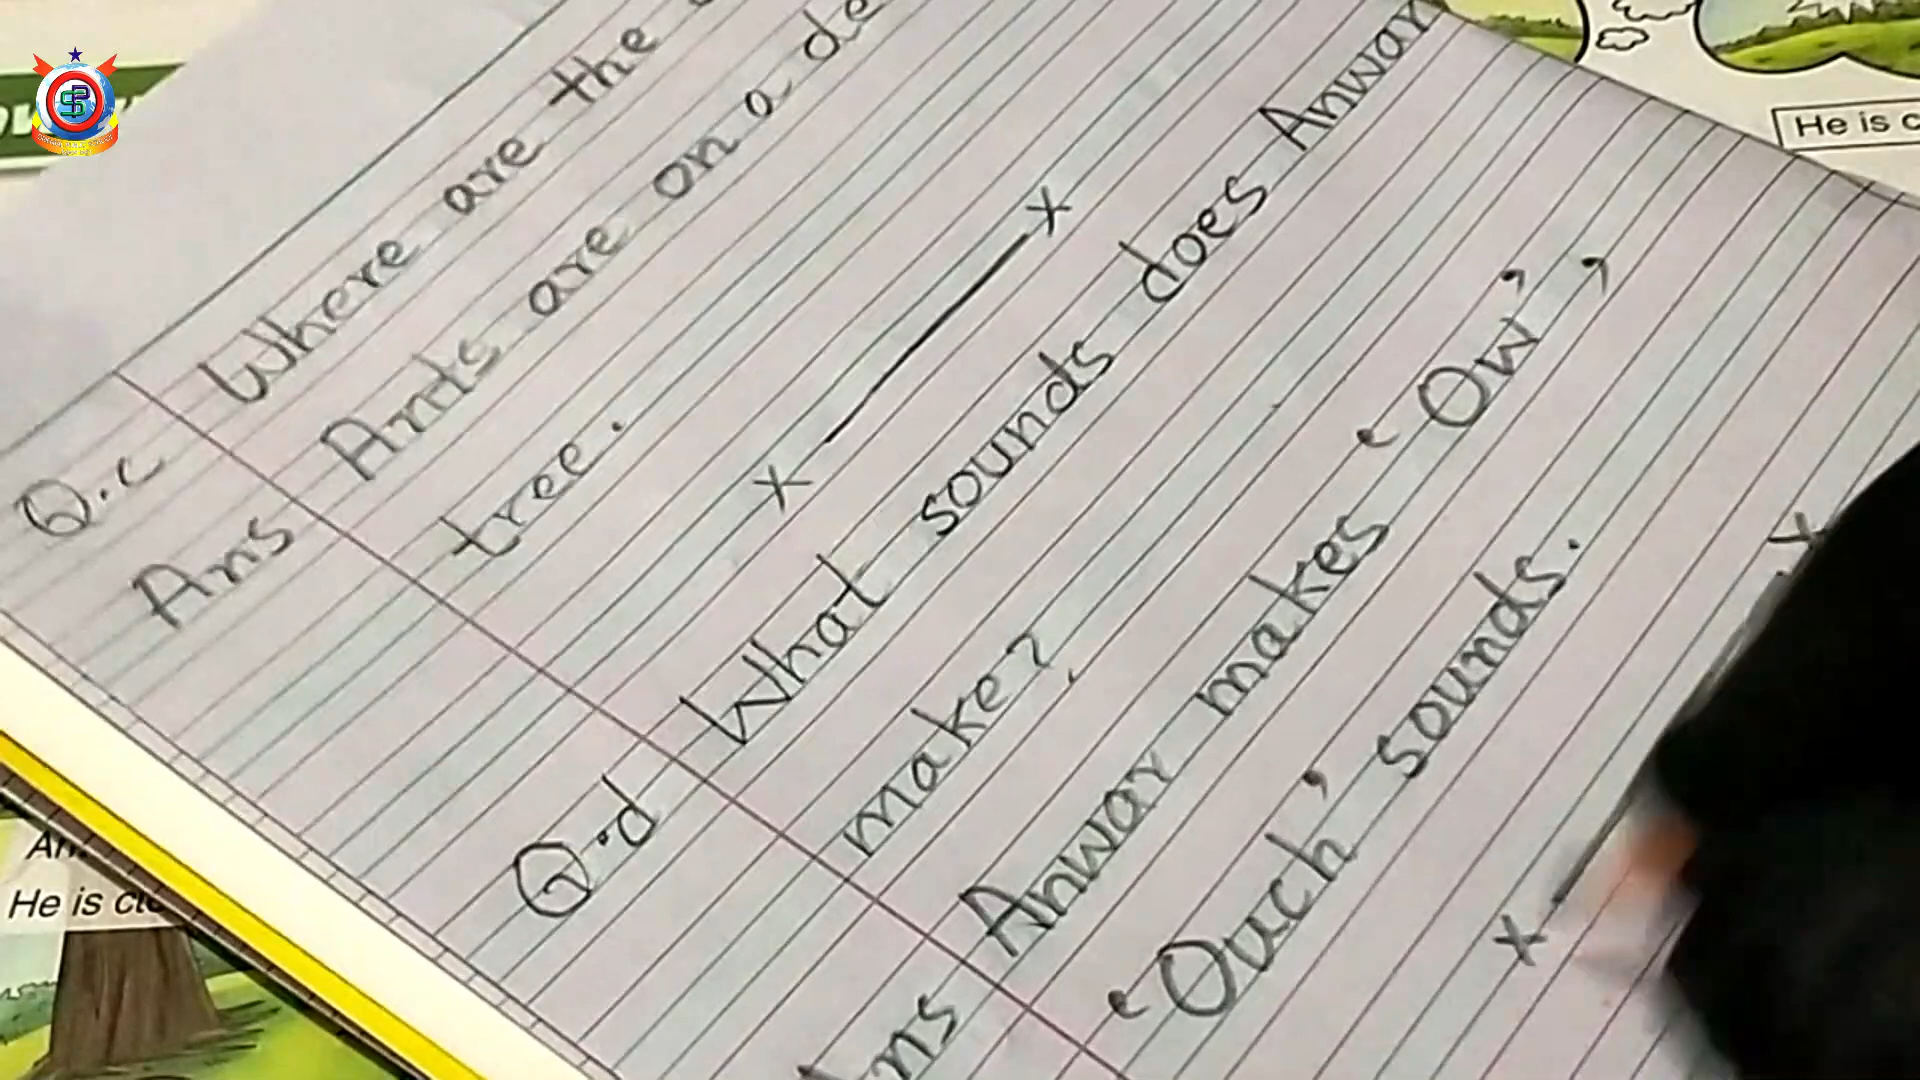 Q.c Where are the
Ans Ants are on a
tree.
x x
Q.d What sounds does Anway
make?
Ans Anway makes 'Ow',
'Ouch' sounds.
x x
He is
He is